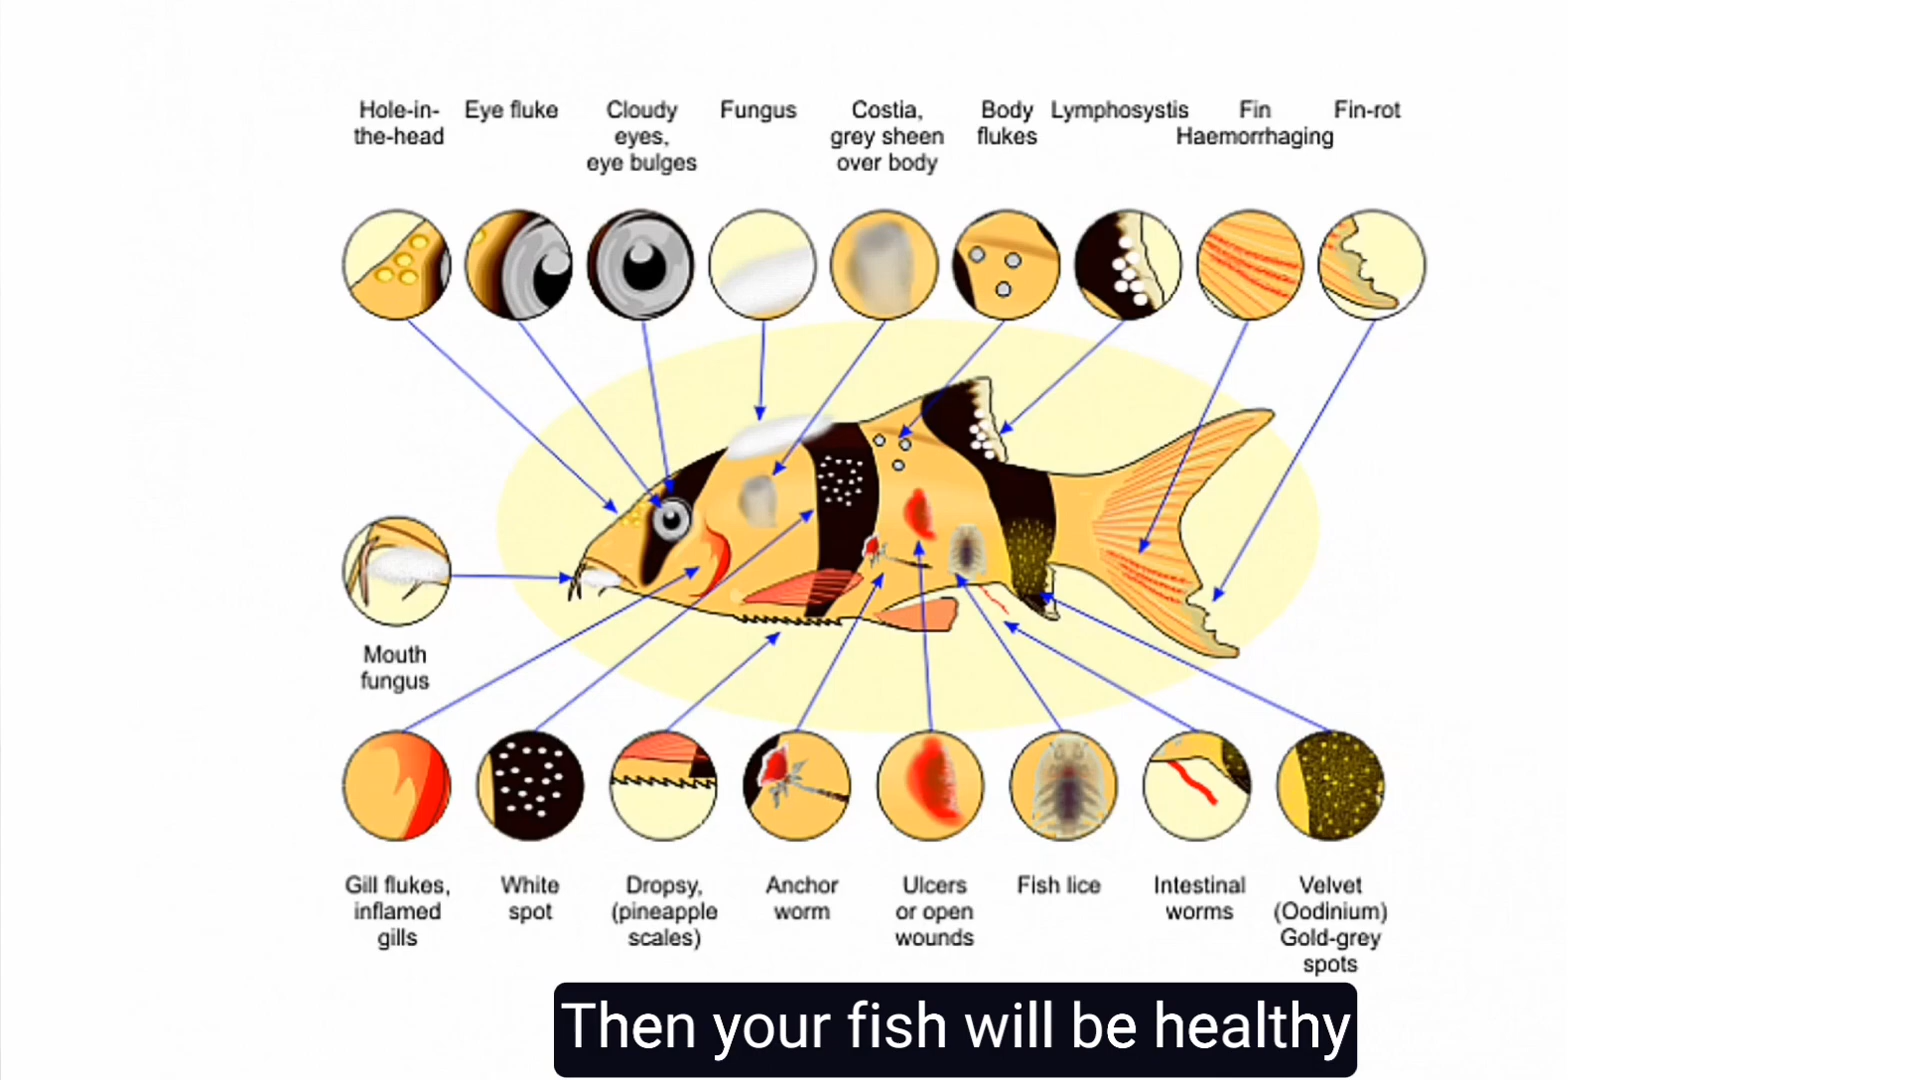 Hole-in-
the-head
Eye fluke
Cloudy
eyes,
eye bulges
Fungus
Costia,
grey sheen
over body
Body
flukes
Lymphosystis
Fin
Haemorrhaging
Fin-rot
Mouth
fungus
Gill flukes,
inflamed
gills
White
spot
Dropsy,
(pineapple
scales)
Anchor
worm
Ulcers
or open
wounds
Fish lice
Intestinal
worms
Velvet
(Oodinium)
Gold-grey
spots
Then your fish will be healthy